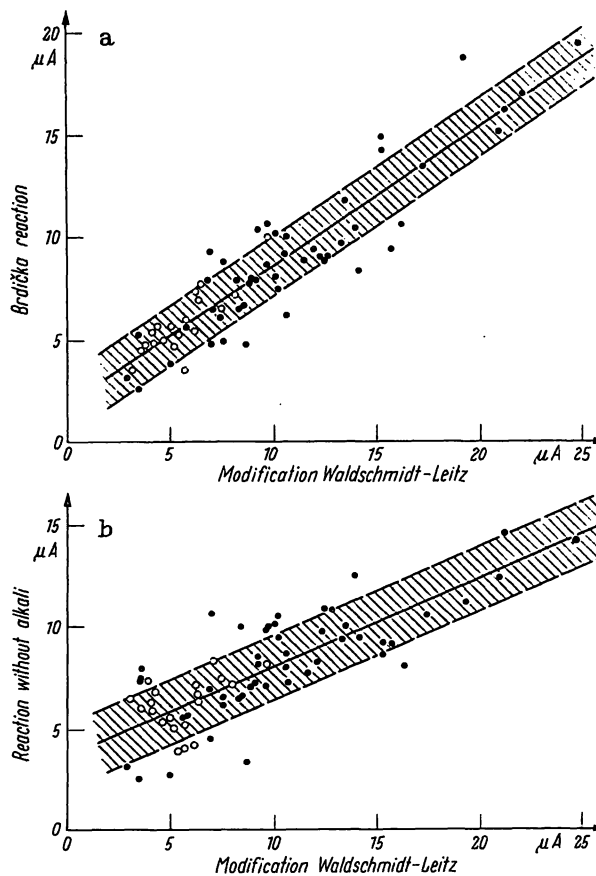 20
a
μA
15
10
5
0
Brdička reaction
0 5 10 15 20 μA 25
Modification Waldschmidt-Leitz
15
b
μA
10
5
0
Reaction without alkali
0 5 10 15 20 μA 25
Modification Waldschmidt-Leitz